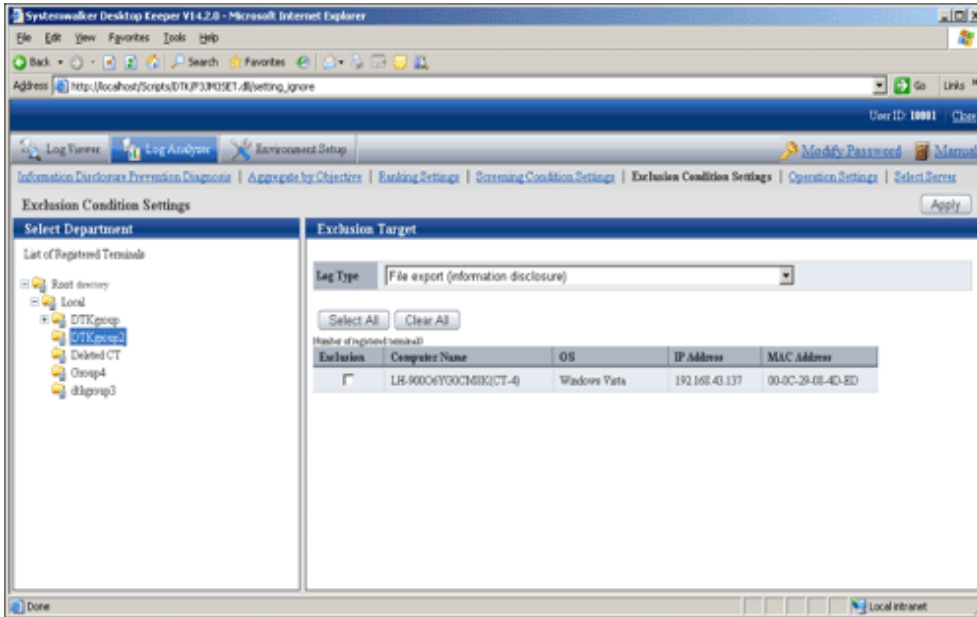 Systemwalker Desktop Keeper V14.2.0 - Microsoft Internet Explorer
File Edit View Favorites Tools Help
Back Search Favorites
Address http://localhost/Scripts/DTK/P3JM3SET.dll/setting_ignore Go Links
User ID: 10001 Close
Log Viewer Log Analyzer Environment Setup Modify Password Manual
Information Disclosure Prevention Diagnosis | Aggregate by Objective | Ranking Settings | Screening Condition Settings | Exclusion Condition Settings | Operation Settings | Select Server
Exclusion Condition Settings Apply
Select Department Exclusion Target
List of Registered Terminals
Log Type File export (information disclosure)
Root directory
Local
DTKgroup
DTKgroup2
Deleted CT
Group4
dtkgroup3
Select All Clear All
Number of registered terminals
Exclusion Computer Name OS IP Address MAC Address
LH-900O6YG0CM8K(CT-4) Windows Vista 192.168.43.137 00-0C-29-08-4D-ED
Done Local intranet